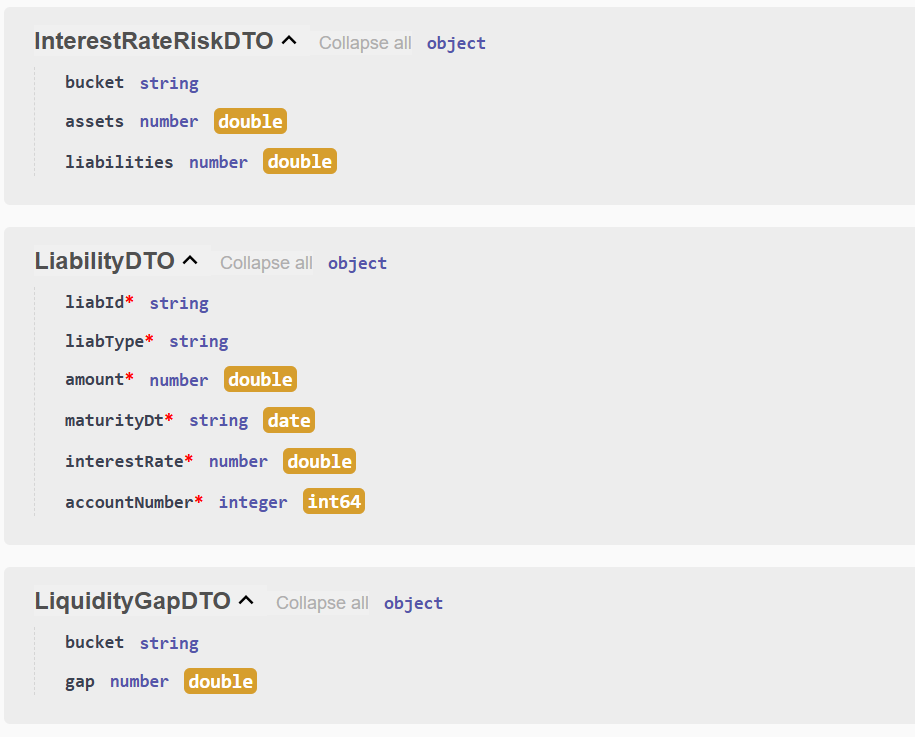 InterestRateRiskDTO Collapse all object
bucket string
assets number double
liabilities number double
LiabilityDTO Collapse all object
liabId* string
liabType* string
amount* number double
maturityDt* string date
interestRate* number double
accountNumber* integer int64
LiquidityGapDTO Collapse all object
bucket string
gap number double